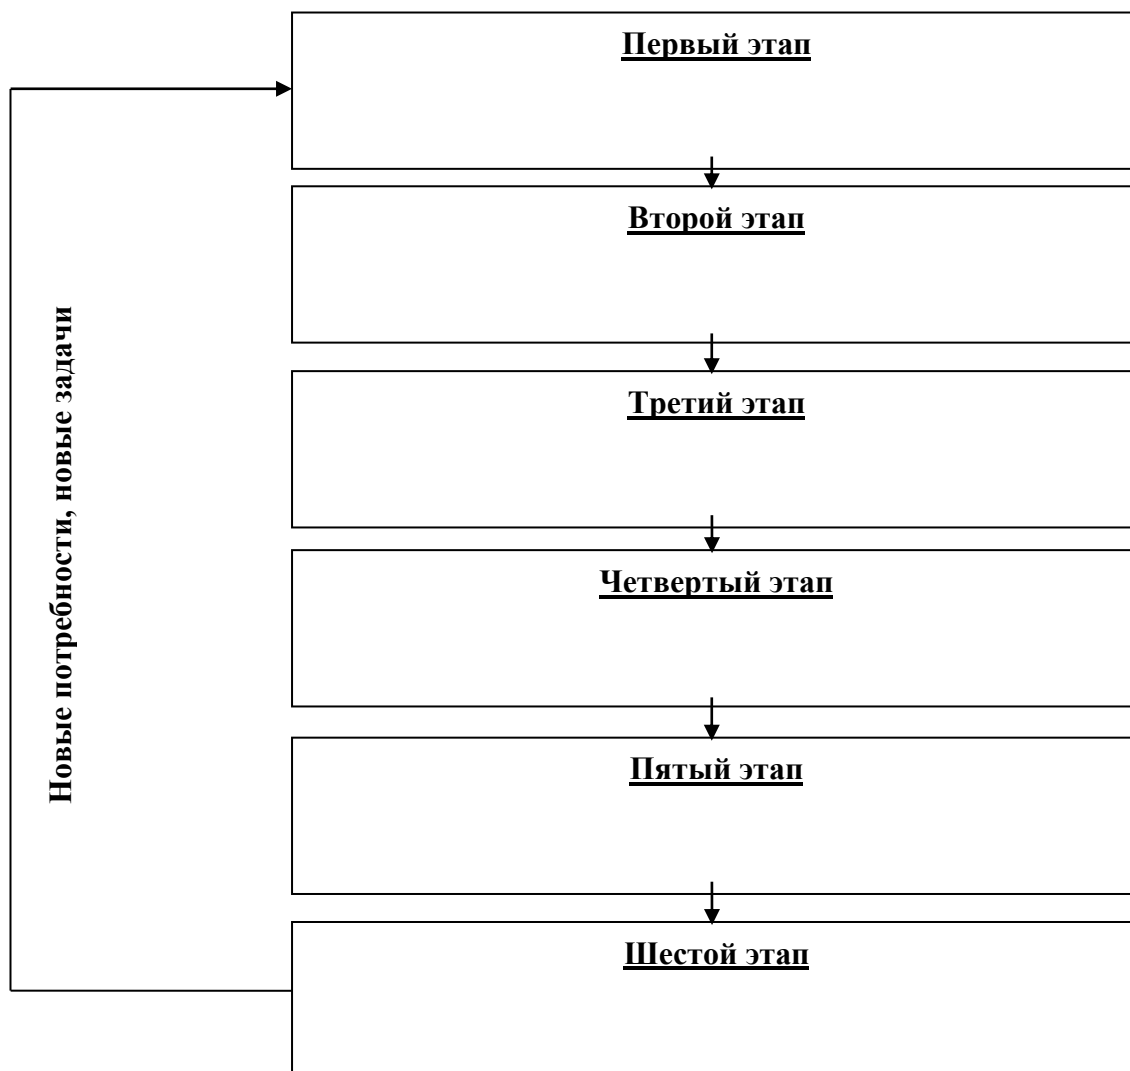 Первый этап
Второй этап
Третий этап
Четвертый этап
Пятый этап
Шестой этап
Новые потребности, новые задачи